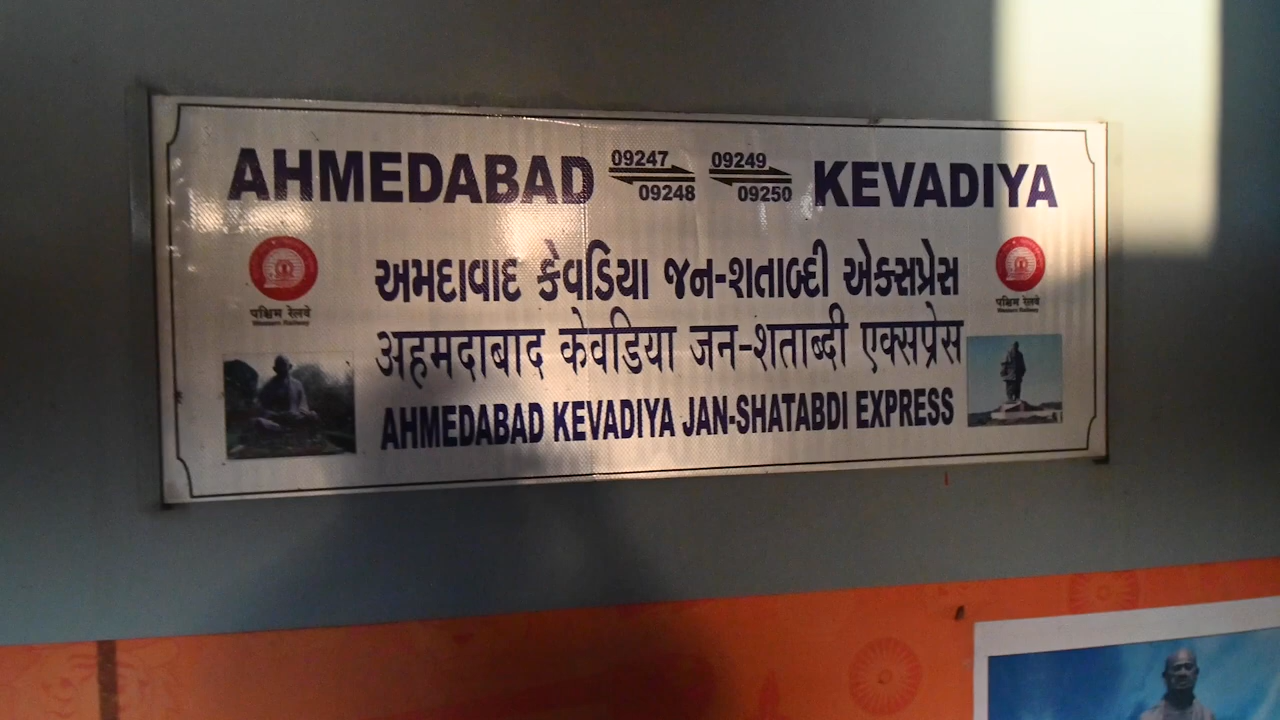 AHMEDABAD 09247 09249 KEVADIYA
09248 09250
અમદાવાદ કેવડિયા જન-શતાબ્દી એક્સપ્રેસ
पश्चिम रेलवे पश्चिम रेलवे
Western Railway Western Railway
अहमदाबाद केवडिया जन-शताब्दी एक्सप्रेस
AHMEDABAD KEVADIYA JAN-SHATABDI EXPRESS